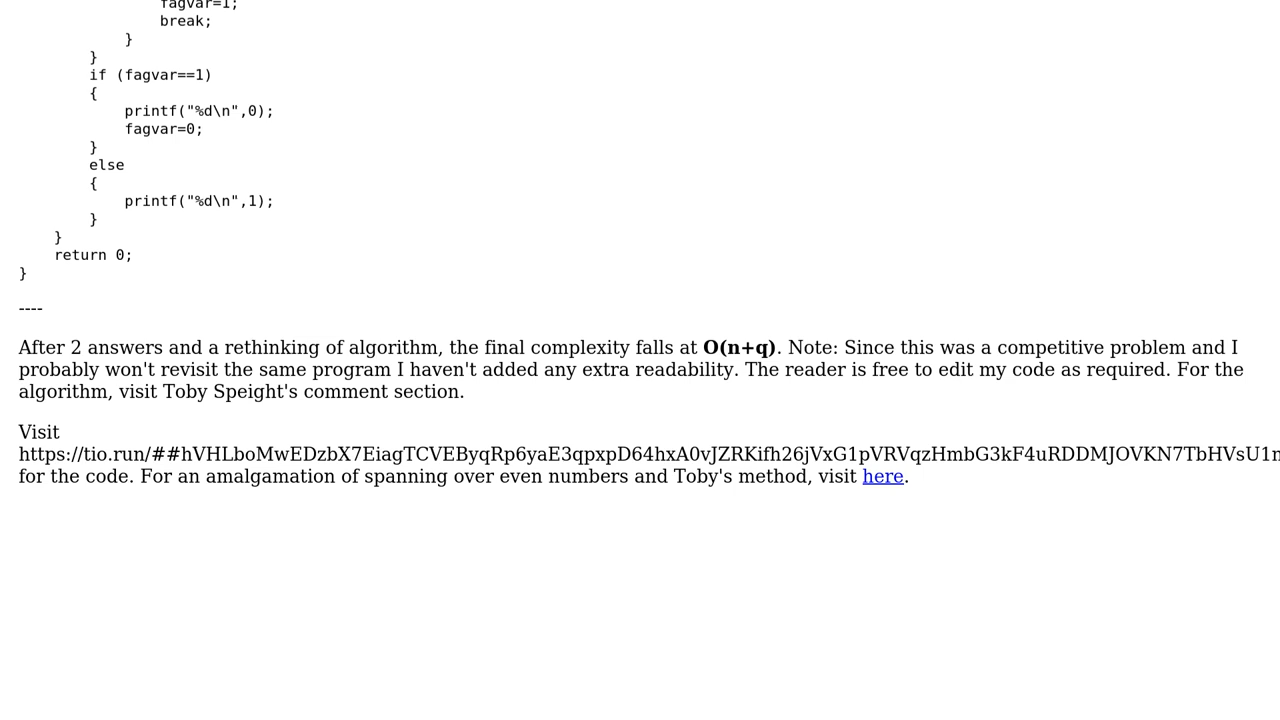 fagvar=1;
break;
}
}
if (fagvar==1)
{
printf("%d\n",0);
fagvar=0;
}
else
{
printf("%d\n",1);
}
}
return 0;
}
----
After 2 answers and a rethinking of algorithm, the final complexity falls at O(n+q). Note: Since this was a competitive problem and I
probably won't revisit the same program I haven't added any extra readability. The reader is free to edit my code as required. For the
algorithm, visit Toby Speight's comment section.
Visit
https://tio.run/##hVHLboMwEDzbX7EiagTCVEByqRp6yaE3qpxpD64hxA0vJZRKifh26jVxG1pVRVqzHmbG3kF4uRDDMJOVKN7TbHVsU1n
for the code. For an amalgamation of spanning over even numbers and Toby's method, visit here.